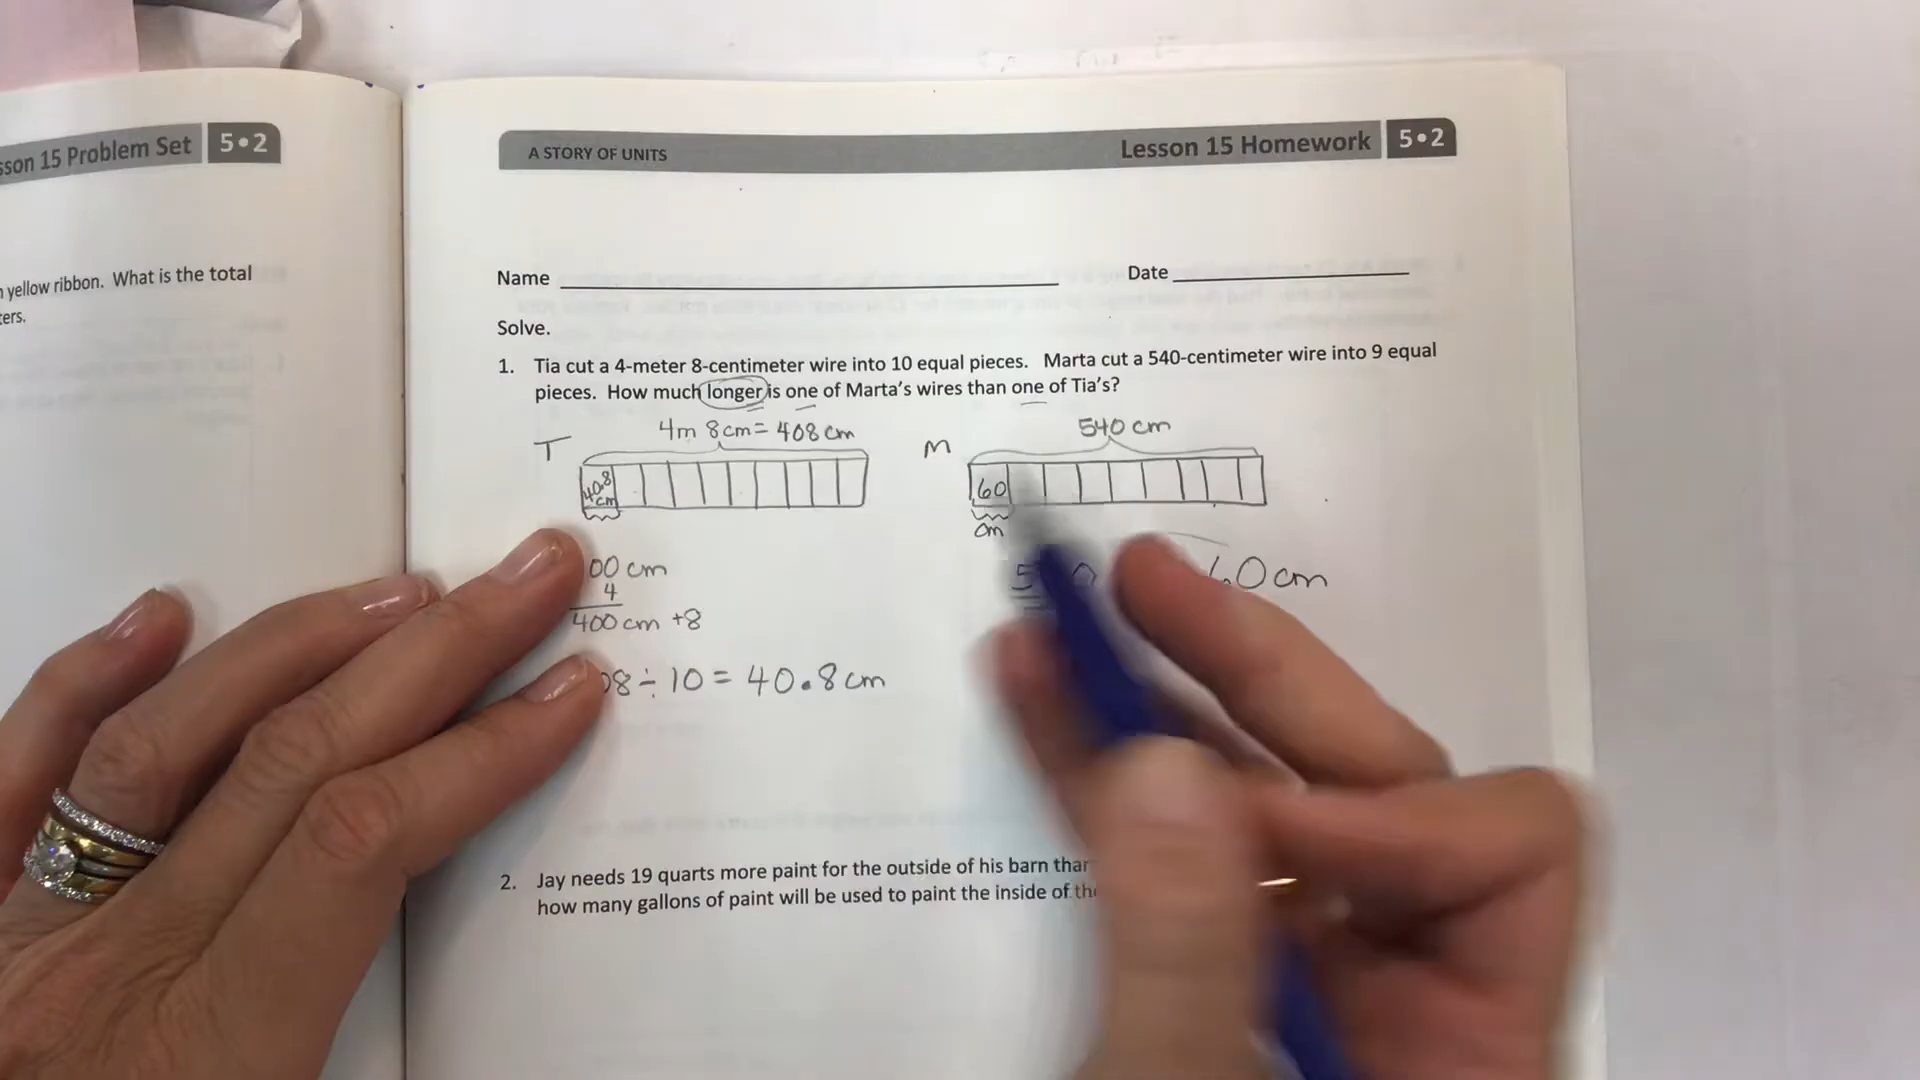 Lesson 15 Problem Set 5•2
yellow ribbon. What is the total
A STORY OF UNITS
Lesson 15 Homework 5•2
Name Date
Solve.
1. Tia cut a 4-meter 8-centimeter wire into 10 equal pieces. Marta cut a 540-centimeter wire into 9 equal
pieces. How much longer is one of Marta's wires than one of Tia's?
4m 8cm = 408 cm
540 cm
T
M
40.8
cm
60
cm
00 cm
4
400 cm +8
08 ÷ 10 = 40.8 cm
60 cm
2. Jay needs 19 quarts more paint for the outside of his barn
how many gallons of paint will be used to paint the inside of